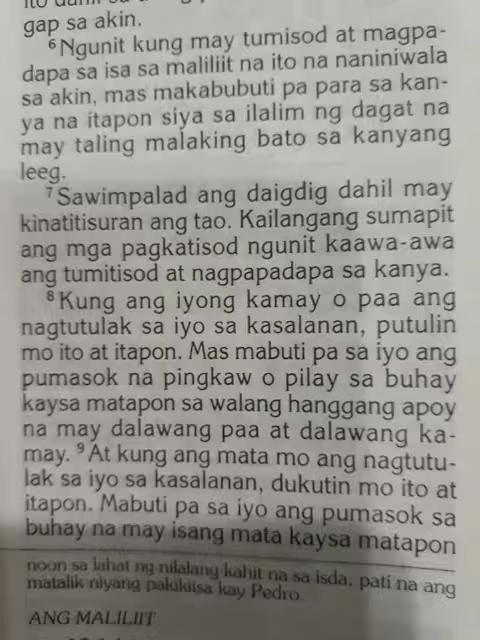 gap sa akin.
6 Ngunit kung may tumisod at magpa-
dapa sa isa sa maliliit na ito na naniniwala
sa akin, mas makabubuti pa para sa kan-
ya na itapon siya sa ilalim ng dagat na
may taling malaking bato sa kanyang
leeg.
7 Sawimpalad ang daigdig dahil may
kinatitisuran ang tao. Kailangang sumapit
ang mga pagkatisod ngunit kaawa-awa
ang tumitisod at nagpapadapa sa kanya.
8 Kung ang iyong kamay o paa ang
nagtutulak sa iyo sa kasalanan, putulin
mo ito at itapon. Mas mabuti pa sa iyo ang
pumasok na pingkaw o pilay sa buhay
kaysa matapon sa walang hanggang apoy
na may dalawang paa at dalawang ka-
may. 9 At kung ang mata mo ang nagtutu-
lak sa iyo sa kasalanan, dukutin mo ito at
itapon. Mabuti pa sa iyo ang pumasok sa
buhay na may isang mata kaysa matapon
noon sa lahat ng nilalang kahit na sa isda, pati na ang
matalik niyang pakikiisa kay Pedro.
ANG MALILIIT